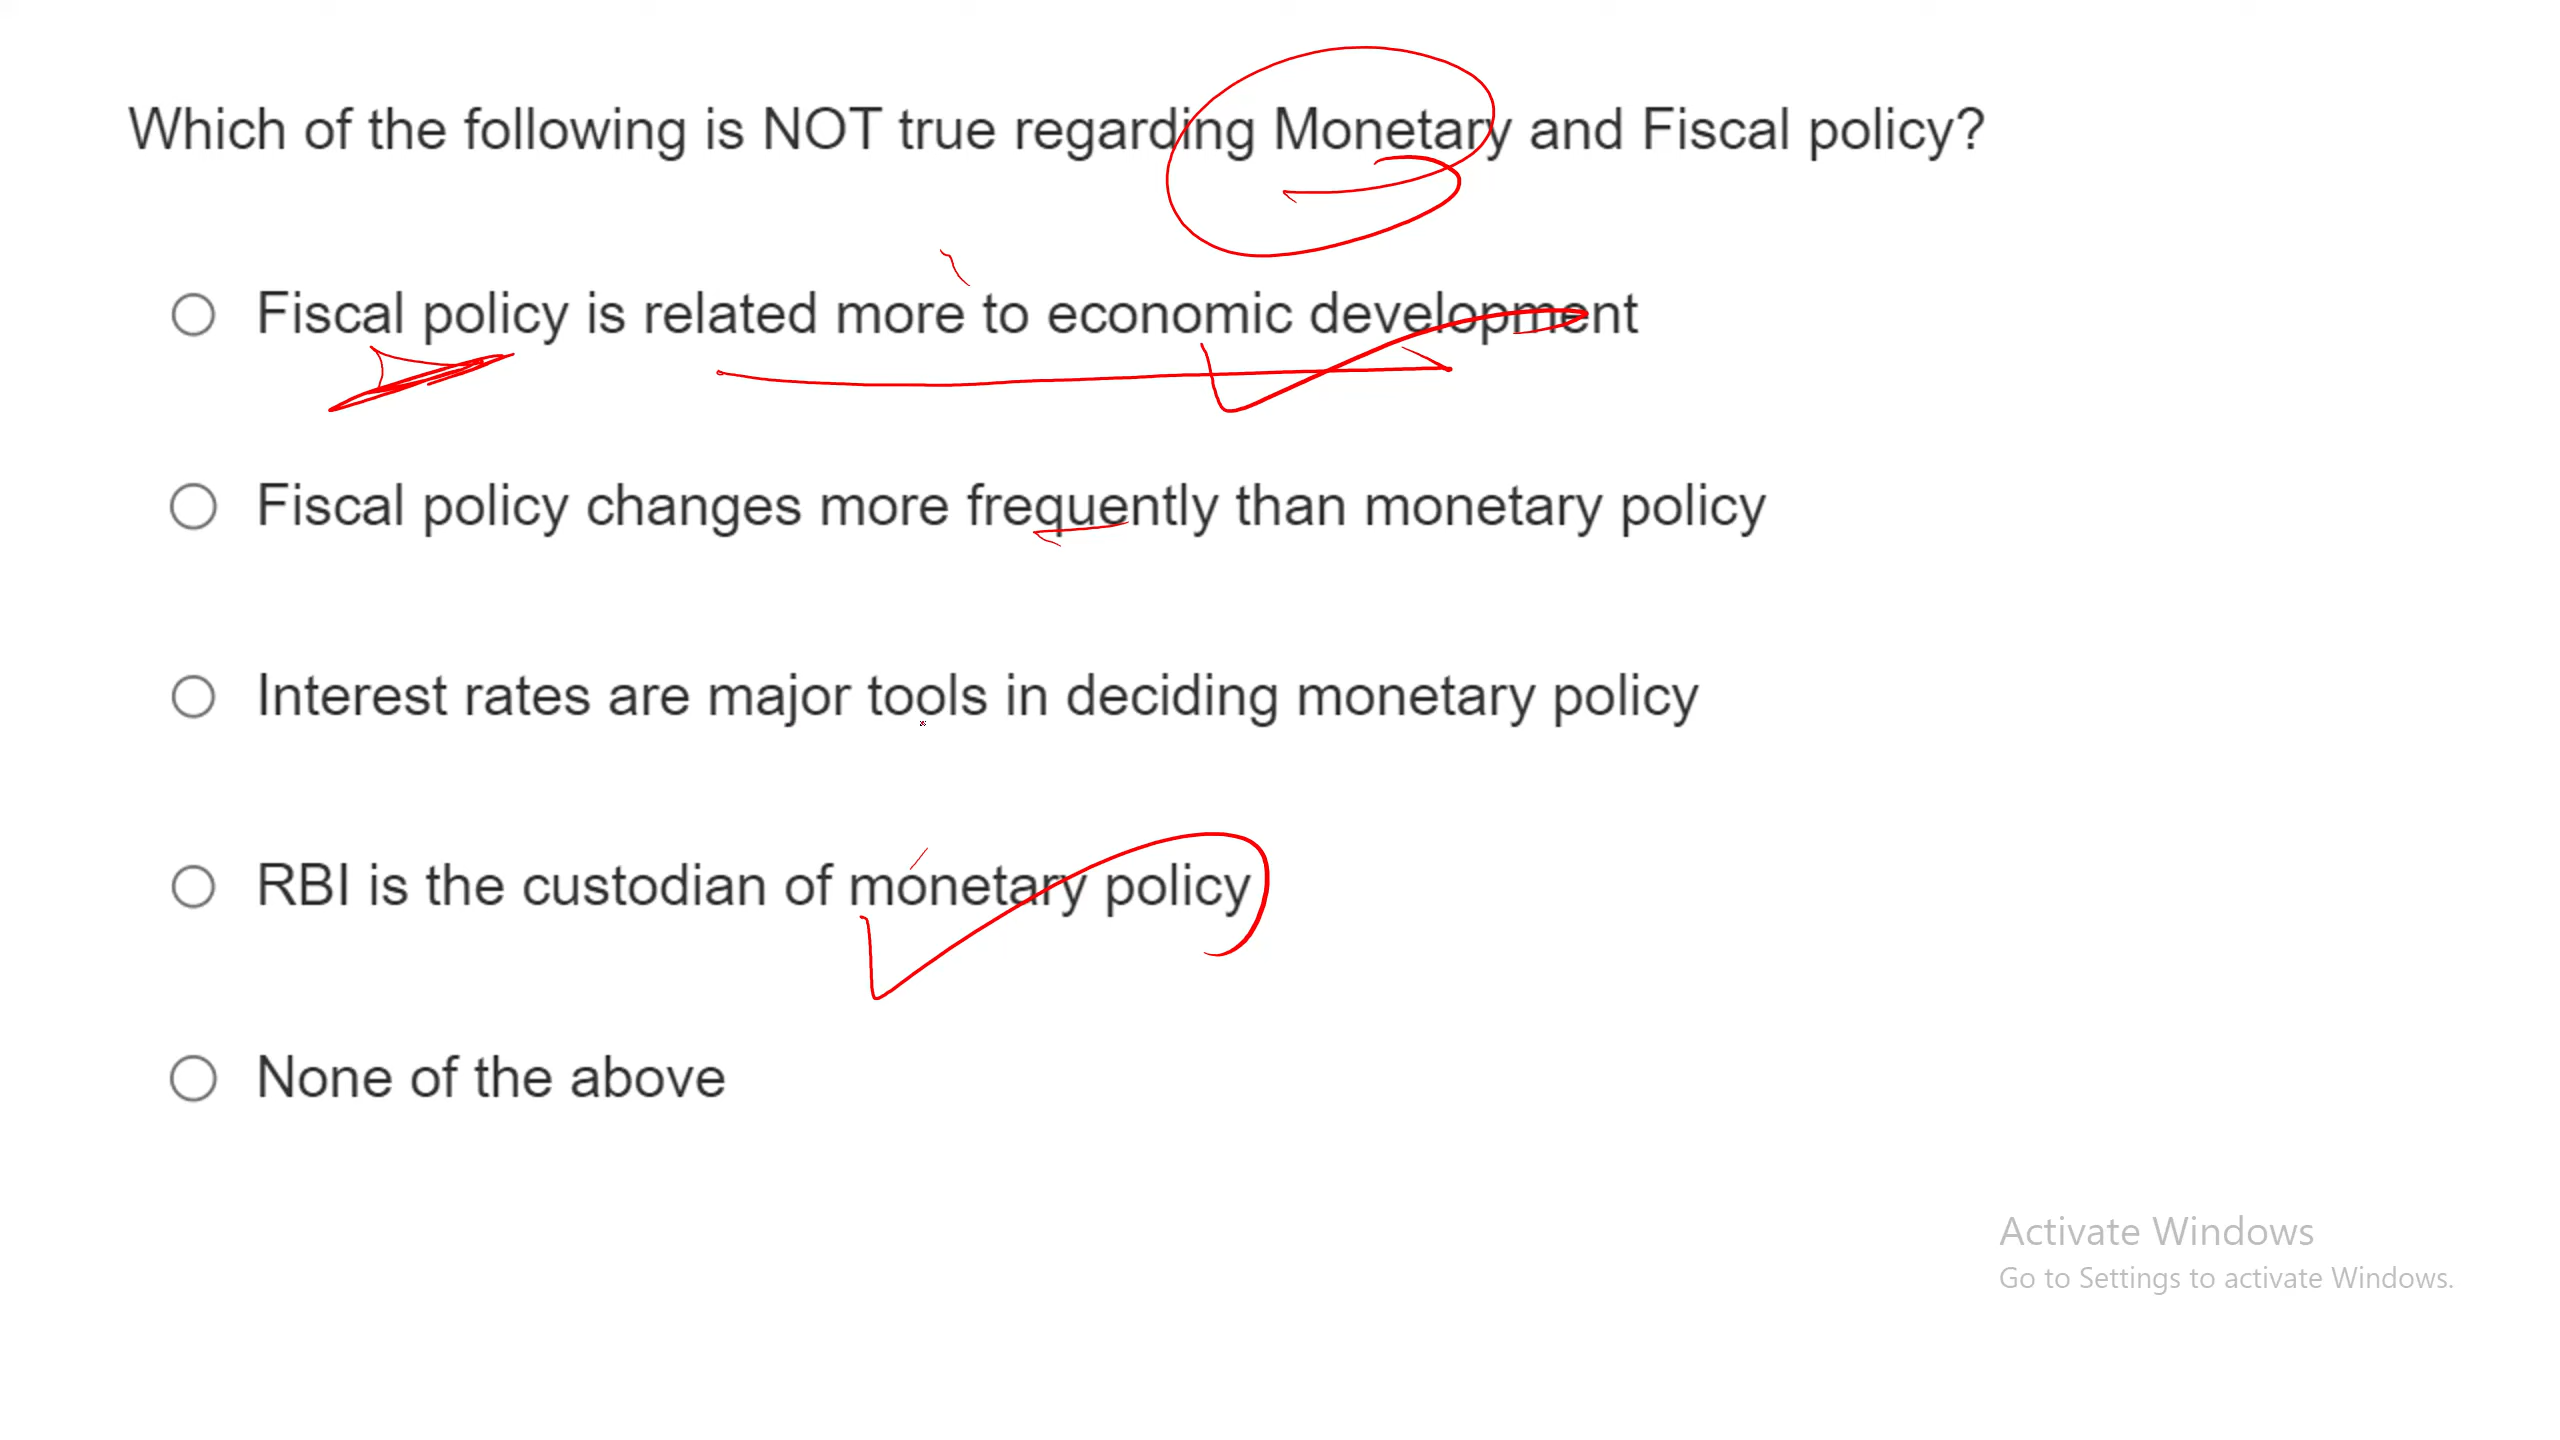 Which of the following is NOT true regarding Monetary and Fiscal policy?
Fiscal policy is related more to economic development
Fiscal policy changes more frequently than monetary policy
Interest rates are major tools in deciding monetary policy
RBI is the custodian of monetary policy
None of the above
Activate Windows
Go to Settings to activate Windows.